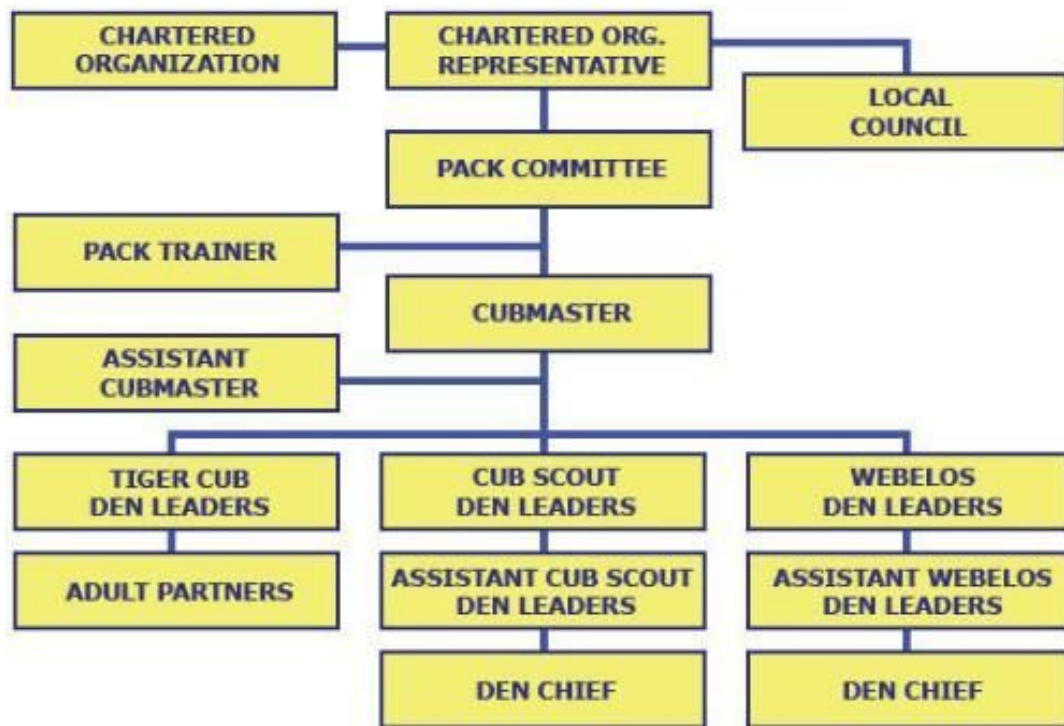 CHARTERED
ORGANIZATION
CHARTERED ORG.
REPRESENTATIVE
LOCAL
COUNCIL
PACK COMMITTEE
PACK TRAINER
CUBMASTER
ASSISTANT
CUBMASTER
TIGER CUB
DEN LEADERS
CUB SCOUT
DEN LEADERS
WEBELOS
DEN LEADERS
ADULT PARTNERS
ASSISTANT CUB SCOUT
DEN LEADERS
ASSISTANT WEBELOS
DEN LEADERS
DEN CHIEF
DEN CHIEF